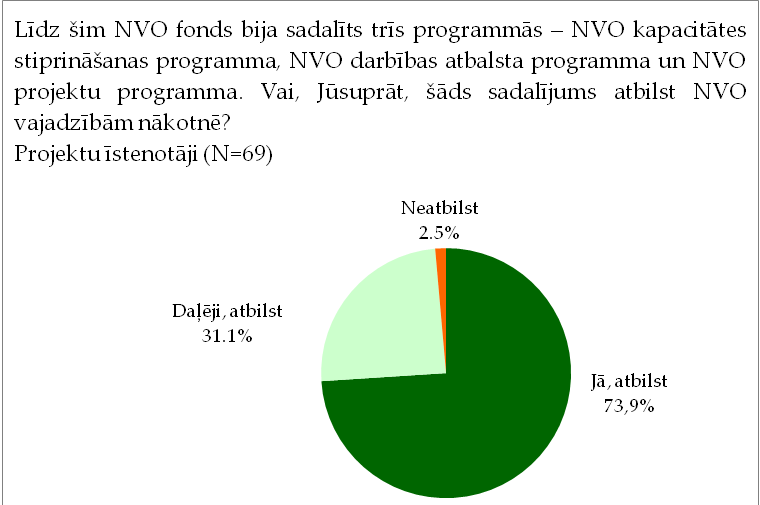 Līdz šim NVO fonds bija sadalīts trīs programmās – NVO kapacitātes
stiprināšanas programma, NVO darbības atbalsta programma un NVO
projektu programma. Vai, Jūsuprāt, šāds sadalījums atbilst NVO
vajadzībām nākotnē?
Projektu īstenotāji (N=69)
Neatbilst
2.5%
Daļēji, atbilst
31.1%
Jā, atbilst
73,9%